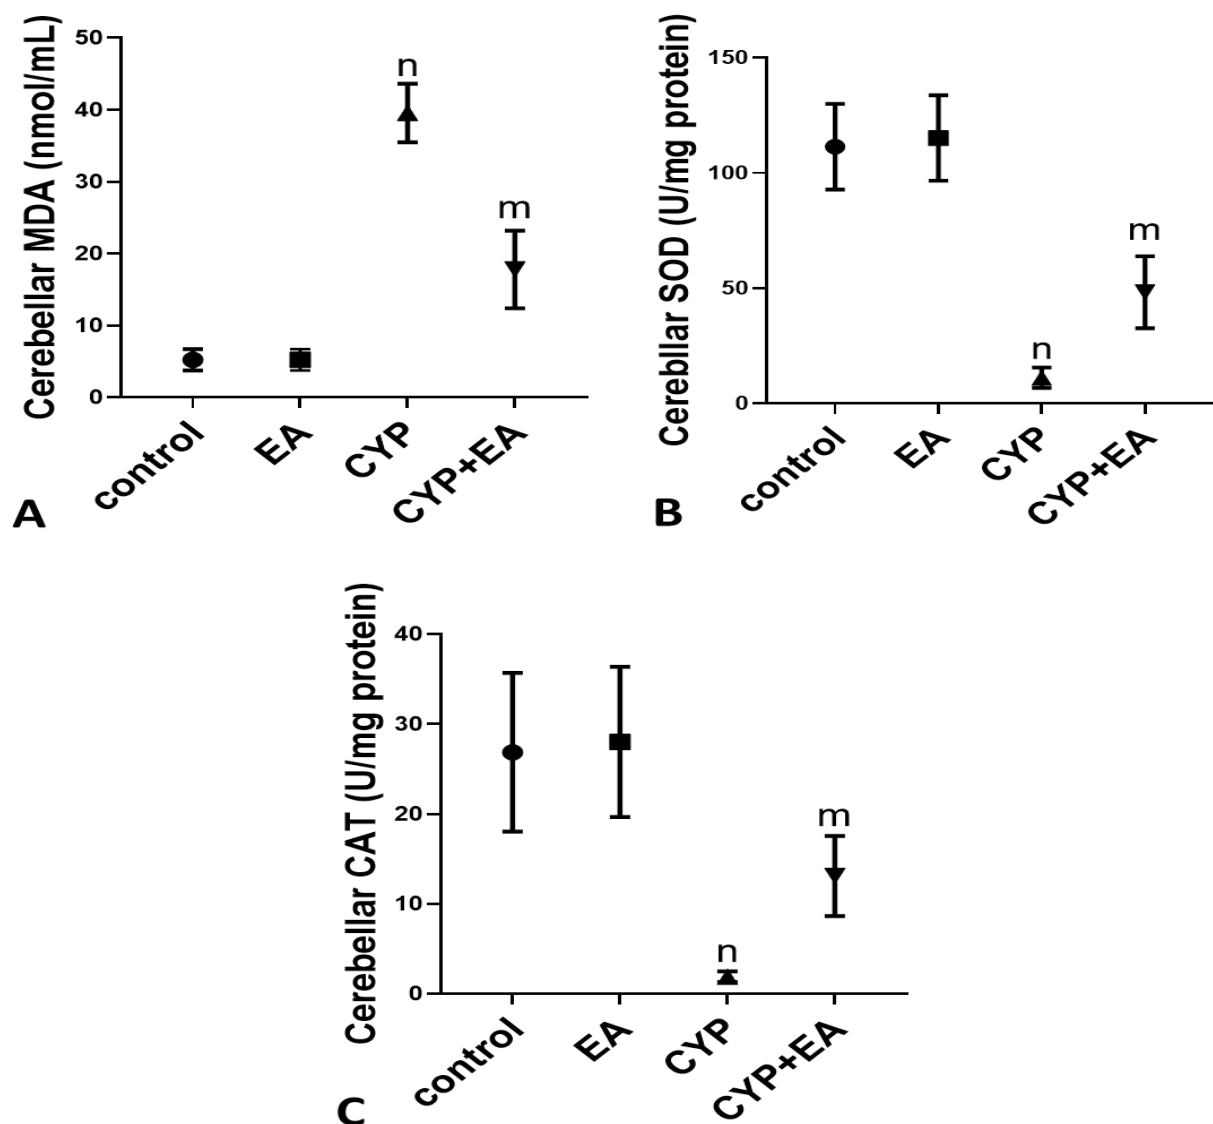 Cerebellar MDA (nmol/mL)
50
40
30
20
10
0
n
m
control
EA
CYP
CYP+EA
A
Cerebllar SOD (U/mg protein)
150
100
50
0
n
m
control
EA
CYP
CYP+EA
B
Cerebellar CAT (U/mg protein)
40
30
20
10
0
n
m
control
EA
CYP
CYP+EA
C